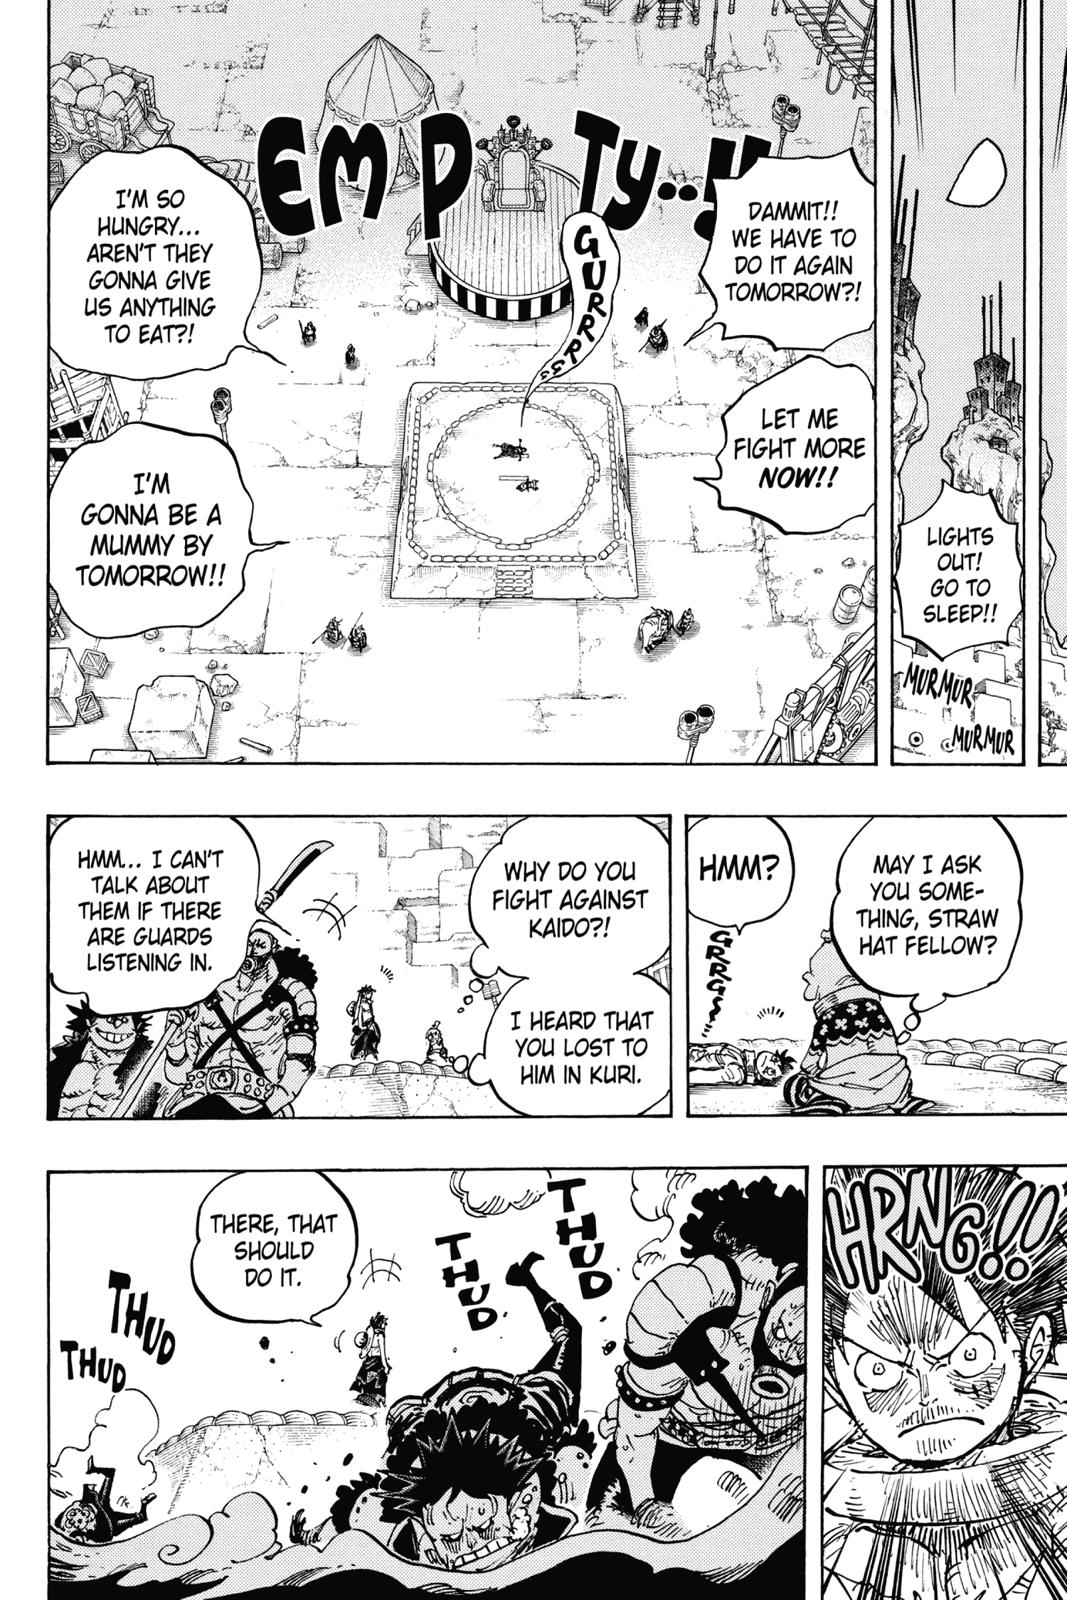 LIGHTS
OUT!
GO TO
SLEEP!!
MURMUR
MURMUR
EMPTY..!!
DAMMIT!!
WE HAVE TO
DO IT AGAIN
TOMORROW?!
LET ME
FIGHT MORE
NOW!!
GURRR
I'M SO
HUNGRY...
AREN'T THEY
GONNA GIVE
US ANYTHING
TO EAT?!
I'M
GONNA BE A
MUMMY BY
TOMORROW!!
MAY I ASK
YOU SOME-
THING, STRAW
HAT FELLOW?
HMM?
WHY DO YOU
FIGHT AGAINST
KAIDO?!
I HEARD THAT
YOU LOST TO
HIM IN KURI.
HMM... I CAN'T
TALK ABOUT
THEM IF THERE
ARE GUARDS
LISTENING IN.
HRNG!!
THUD
THUD
THERE, THAT
SHOULD
DO IT.
THUD
THUD